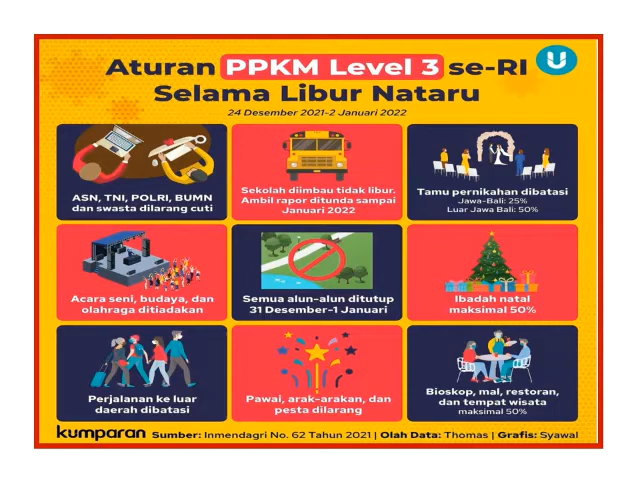 Aturan PPKM Level 3 se-RI
Selama Libur Nataru
24 Desember 2021-2 Januari 2022
ASN, TNI, POLRI, BUMN
dan swasta dilarang cuti
Sekolah diimbau tidak libur.
Ambil rapor ditunda sampai
Januari 2022
Tamu pernikahan dibatasi
Jawa-Bali: 25%
Luar Jawa Bali: 50%
Acara seni, budaya, dan
olahraga ditiadakan
Semua alun-alun ditutup
31 Desember-1 Januari
Ibadah natal
maksimal 50%
Perjalanan ke luar
daerah dibatasi
Pawai, arak-arakan, dan
pesta dilarang
Bioskop, mal, restoran,
dan tempat wisata
maksimal 50%
kumparan Sumber: Inmendagri No. 62 Tahun 2021 | Olah Data: Thomas | Grafis: Syawal